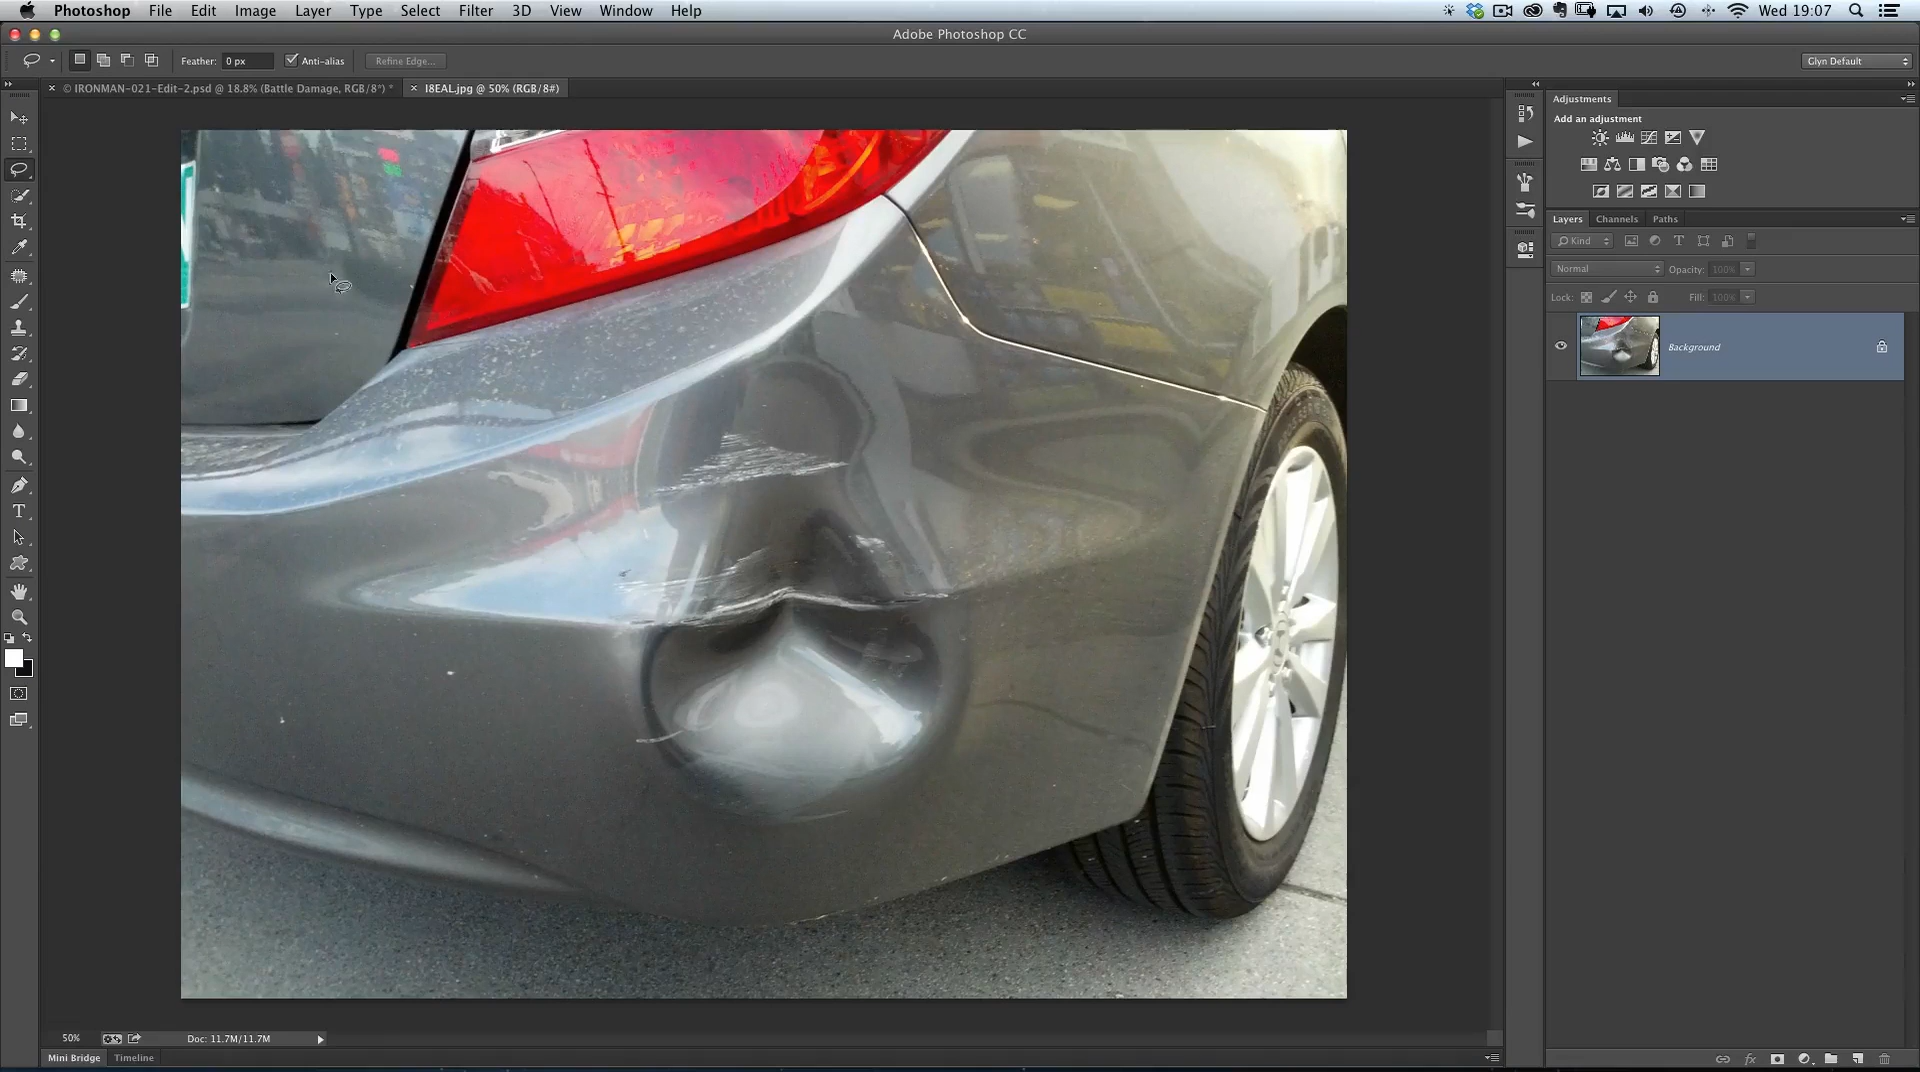 Photoshop File Edit Image Layer Type Select Filter 3D View Window Help Wed 19:07
Adobe Photoshop CC
Feather: 0 px Anti-alias Refine Edge... Glyn Default
© IRONMAN-021-Edit-2.psd @ 18.8% (Battle Damage, RGB/8*) * I8EAL.jpg @ 50% (RGB/8#)
Adjustments
Add an adjustment
Layers Channels Paths
Kind
Normal Opacity: 100%
Lock: Fill: 100%
Background
50% Doc: 11.7M/11.7M
Mini Bridge Timeline